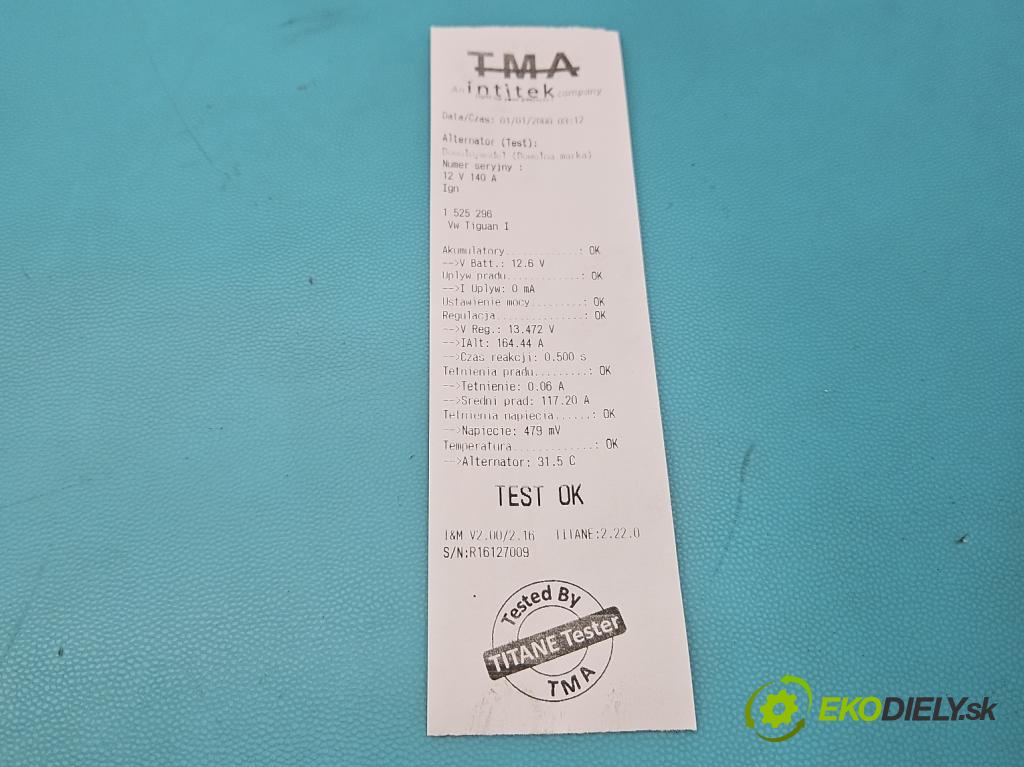 TMA
An intitek company
Data/Czas: 01/01/2000 03:12
Alternator (Test):
(Dowolna marka)
Numer seryjny :
12 V 140 A
Ign
1 525 296
Vw Tiguan I
Akumulatory............: OK
-->V Batt.: 12.6 V
Uplyw pradu............: OK
-->I Uplyw: 0 mA
Ustawienie mocy........: OK
Regulacja..............: OK
-->V Reg.: 13.472 V
-->IAlt: 164.44 A
-->Czas reakcji: 0.500 s
Tetnienia pradu.........: OK
-->Tetnienie: 0.06 A
-->Sredni prad: 117.20 A
Tetnienia napiecia......: OK
-->Napiecie: 479 mV
Temperatura.............: OK
-->Alternator: 31.5 C
TEST OK
T&M V2.00/2.16 TITANE:2.22.0
S/N:R16127009
Tested By
TITANE Tester
TMA
EKODIELY.sk